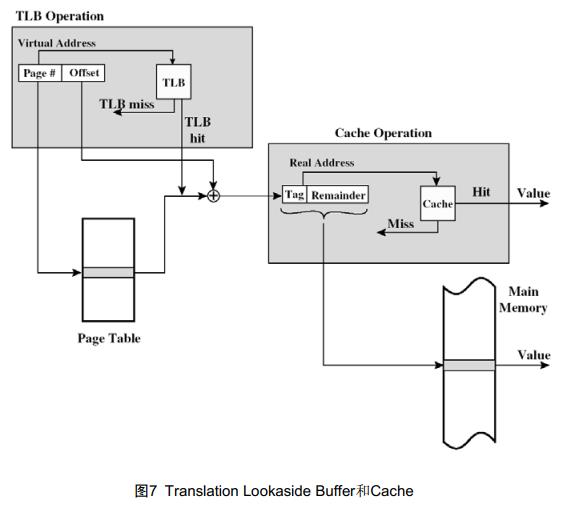 TLB Operation
Virtual Address
Page # Offset
TLB
TLB miss
TLB
hit
Cache Operation
Real Address
Tag Remainder
Cache
Hit
Value
Miss
Page Table
Main
Memory
Value
图7 Translation Lookaside Buffer和Cache